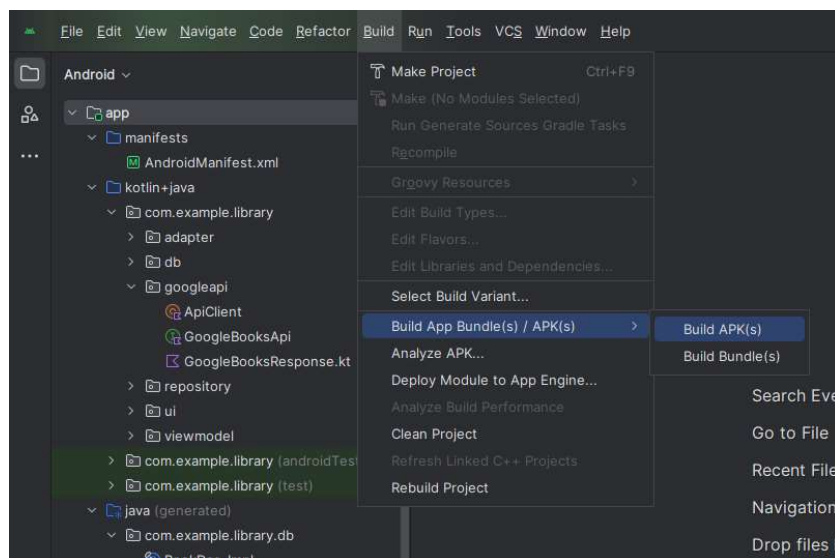 File Edit View Navigate Code Refactor Build Run Tools VCS Window Help
Android
app
manifests
AndroidManifest.xml
kotlin+java
com.example.library
adapter
db
googleapi
ApiClient
GoogleBooksApi
GoogleBooksResponse.kt
repository
ui
viewmodel
com.example.library (androidTes
com.example.library (test)
java (generated)
com.example.library.db
Make Project Ctrl+F9
Make (No Modules Selected)
Run Generate Sources Gradle Tasks
Recompile
Groovy Resources
Edit Build Types...
Edit Flavors...
Edit Libraries and Dependencies...
Select Build Variant...
Build App Bundle(s) / APK(s)
Analyze APK...
Deploy Module to App Engine...
Analyze Build Performance
Clean Project
Refresh Linked C++ Projects
Rebuild Project
Build APK(s)
Build Bundle(s)
Search Eve
Go to File
Recent File
Navigation
Drop files